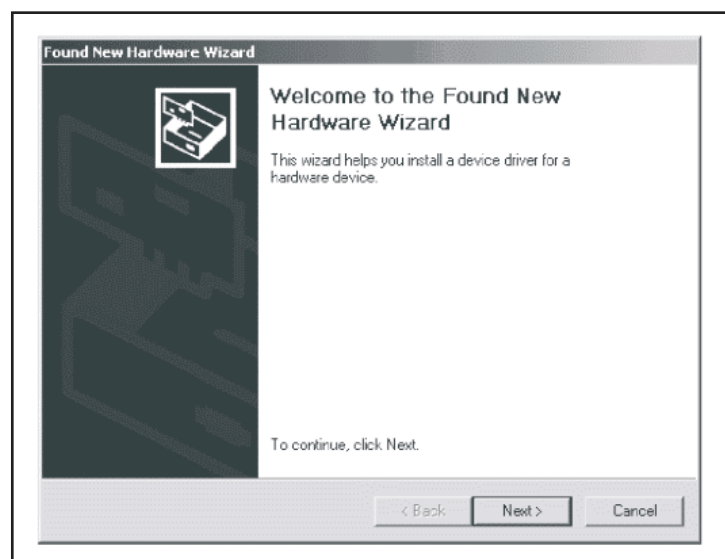 Found New Hardware Wizard
Welcome to the Found New
Hardware Wizard
This wizard helps you install a device driver for a
hardware device.
To continue, click Next.
< Back
Next >
Cancel